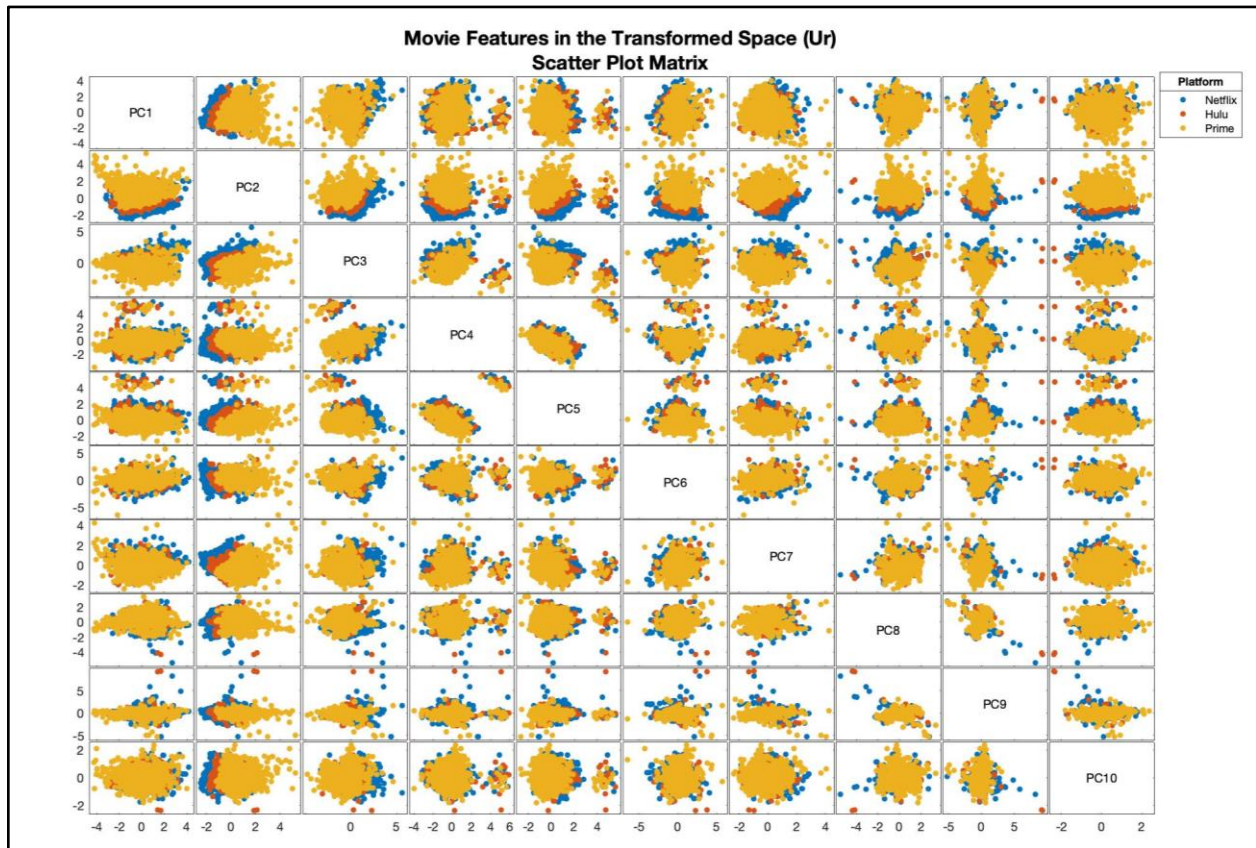 Movie Features in the Transformed Space (Ur)
Scatter Plot Matrix
Platform
Netflix
Hulu
Prime
4
2
0
-2
-4
PC1
4
2
0
-2
PC2
5
0
PC3
4
2
0
-2
PC4
4
2
0
-2
PC5
5
0
-5
PC6
4
2
0
-2
PC7
2
0
-2
-4
PC8
5
0
-5
PC9
2
0
-2
PC10
-4 -2 0 2 4
-2 0 2 4
0 5
-2 0 2 4 6
-2 0 2 4
-5 0 5
-2 0 2 4
-4 -2 0 2
-5 0 5
-2 0 2